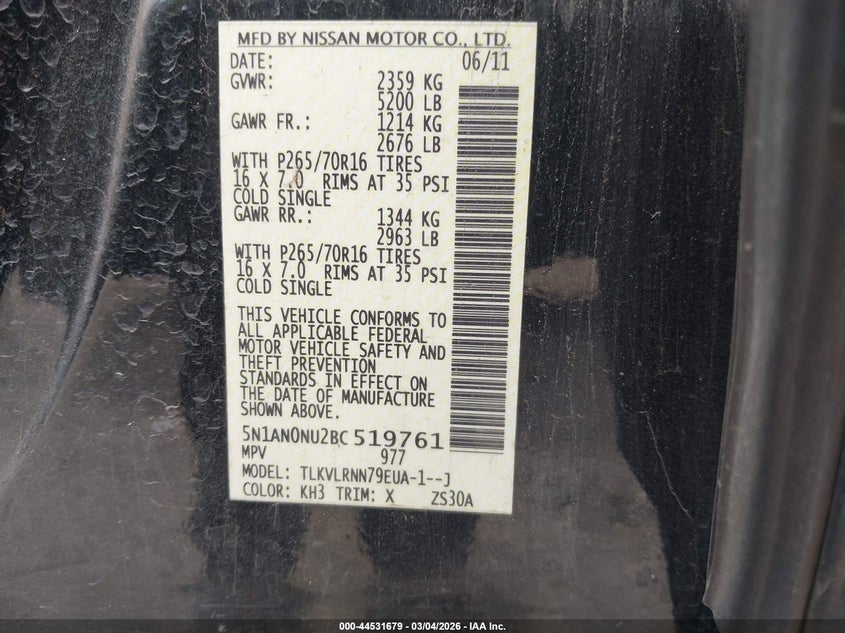 MFD BY NISSAN MOTOR CO., LTD.
DATE: 06/11
GVWR: 2359 KG
5200 LB
GAWR FR.: 1214 KG
2676 LB
WITH P265/70R16 TIRES
16 X 7.0 RIMS AT 35 PSI
COLD SINGLE
GAWR RR.: 1344 KG
2963 LB
WITH P265/70R16 TIRES
16 X 7.0 RIMS AT 35 PSI
COLD SINGLE
THIS VEHICLE CONFORMS TO
ALL APPLICABLE FEDERAL
MOTOR VEHICLE SAFETY AND
THEFT PREVENTION
STANDARDS IN EFFECT ON
THE DATE OF MANUFACTURE
SHOWN ABOVE.
5N1AN0NU2BC519761
MPV 977
MODEL: TLKVLRNN79EUA-1--J
COLOR: KH3 TRIM: X ZS30A
000-44531679 - 03/04/2026 - IAA Inc.